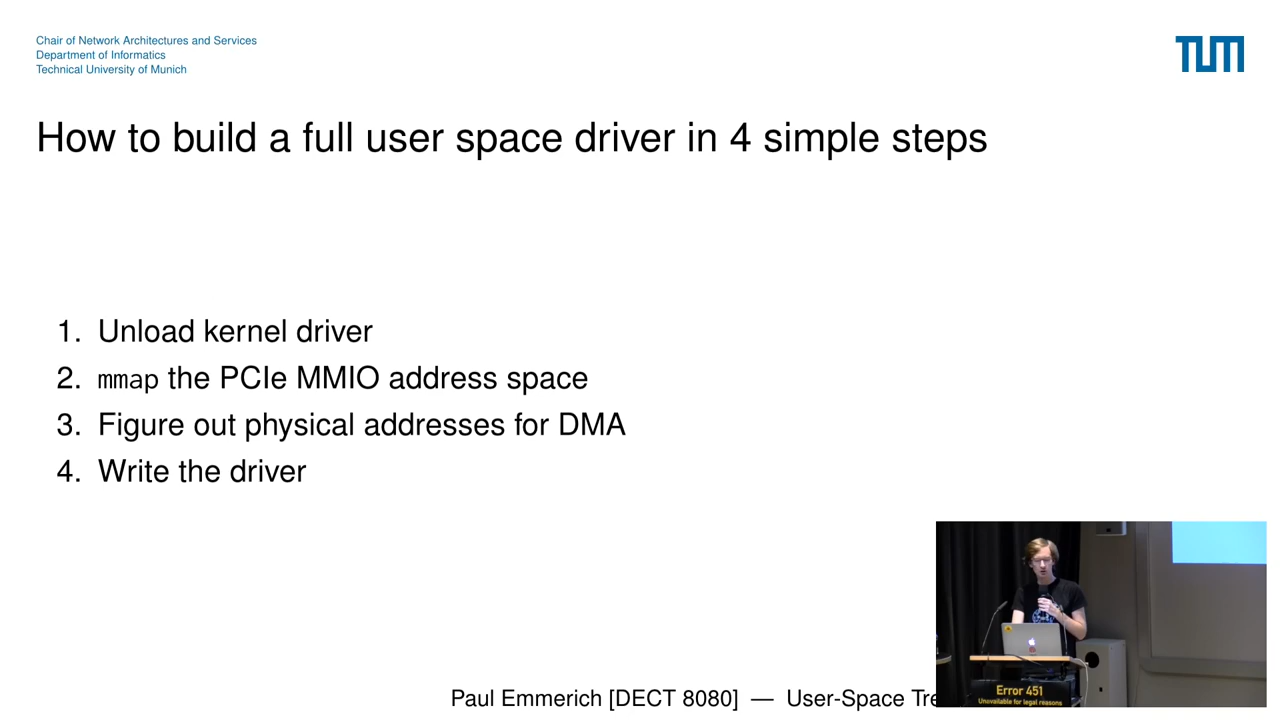 Chair of Network Architectures and Services
Department of Informatics
Technical University of Munich
TUM
How to build a full user space driver in 4 simple steps
1. Unload kernel driver
2. mmap the PCIe MMIO address space
3. Figure out physical addresses for DMA
4. Write the driver
Error 451
Unavailable for legal reasons
Paul Emmerich [DECT 8080] — User-Space Tre